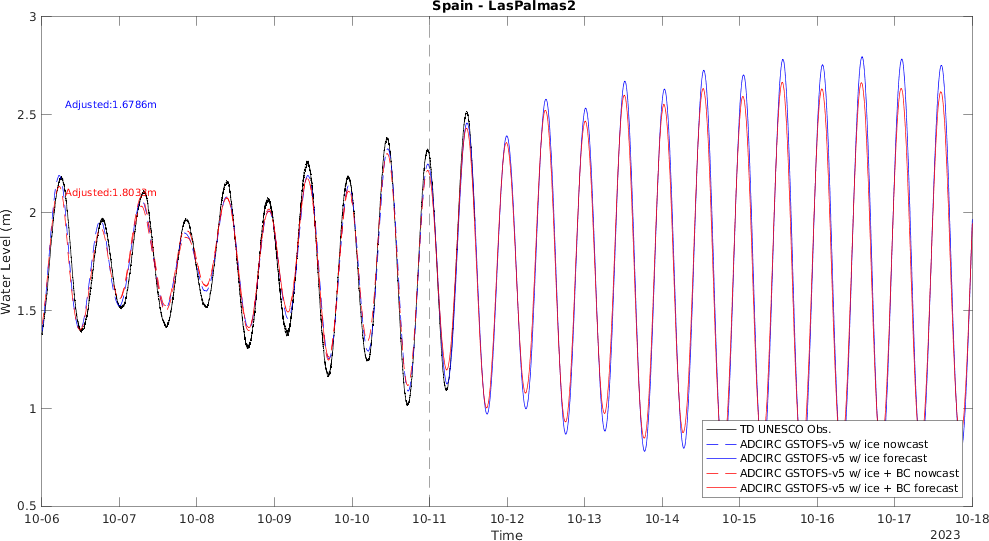 Spain - LasPalmas2
3
2.5
2
1.5
1
0.5
Water Level (m)
Adjusted:1.6786m
TD UNESCO Obs.
ADCIRC GSTOFS-v5 w/ ice nowcast
ADCIRC GSTOFS-v5 w/ ice forecast
ADCIRC GSTOFS-v5 w/ ice + BC nowcast
ADCIRC GSTOFS-v5 w/ ice + BC forecast
10-06 10-07 10-08 10-09 10-10 10-11 10-12 10-13 10-14 10-15 10-16 10-17 10-18
Time
2023